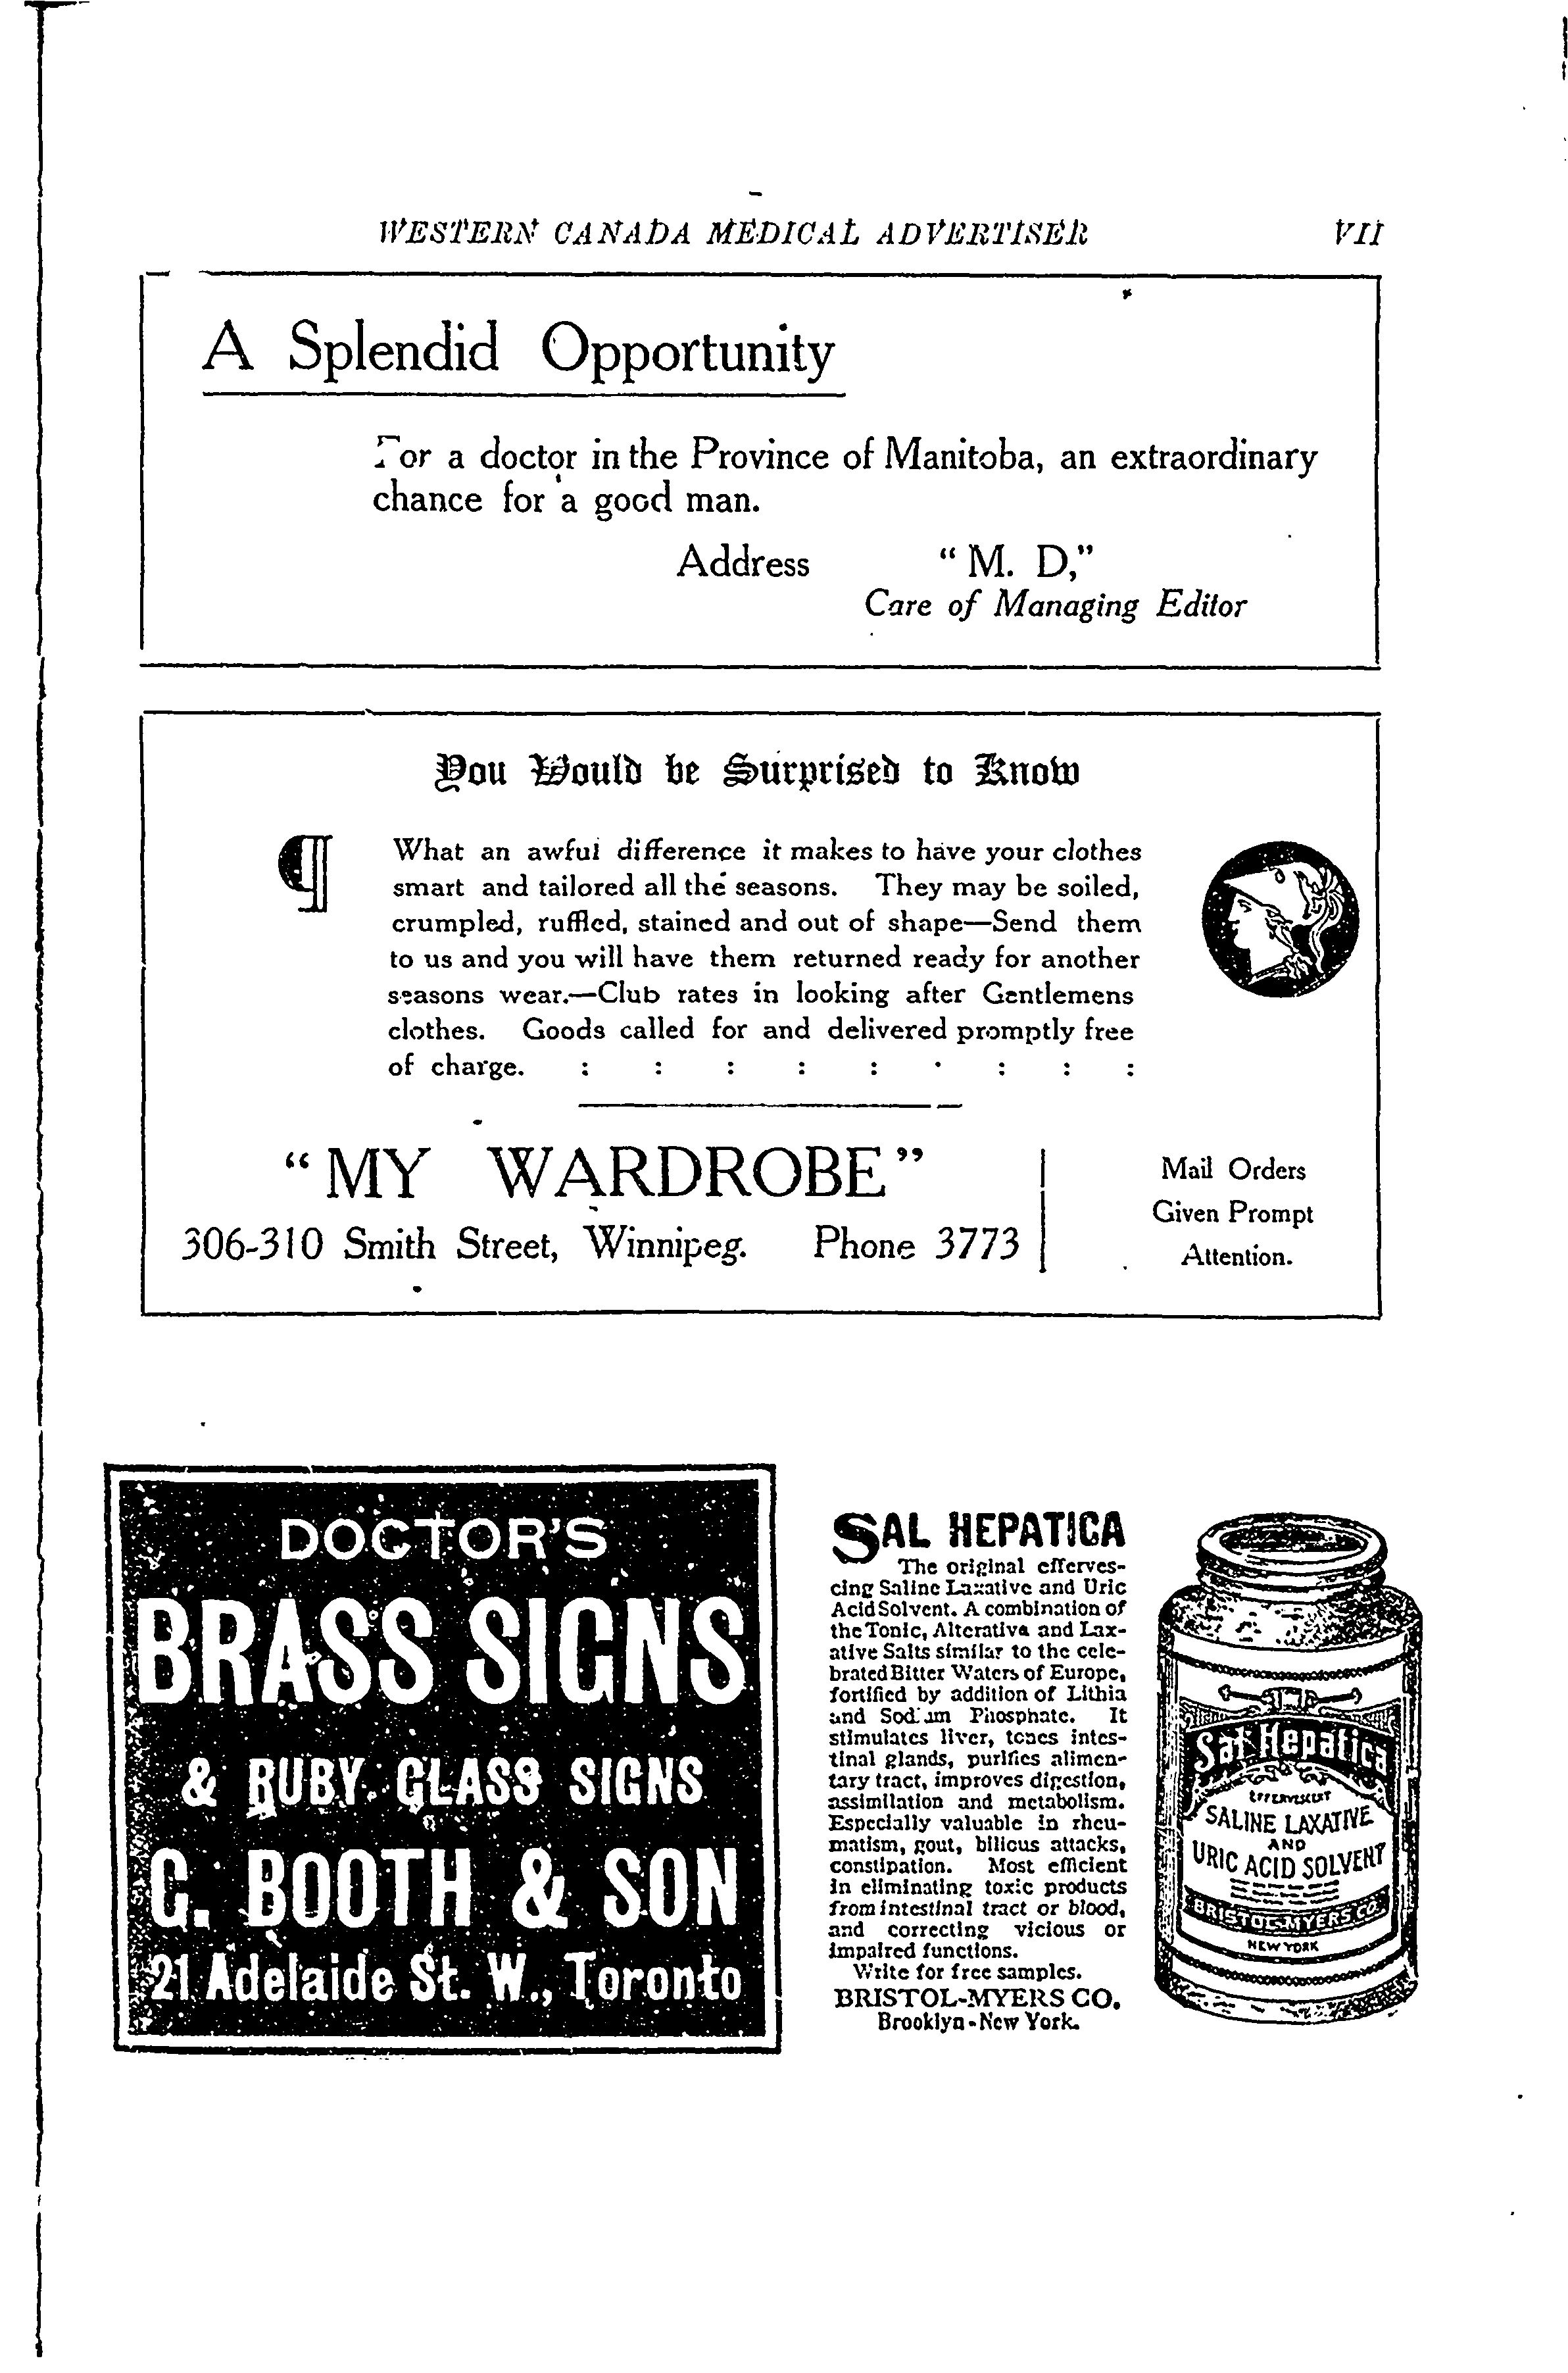 WESTERN CANADA MEDICAL ADVERTISER VII
A Splendid Opportunity
For a doctor in the Province of Manitoba, an extraordinary
chance for a good man.
Address "M. D,"
Care of Managing Editor
You Would be Surprised to Know
¶ What an awful difference it makes to have your clothes
smart and tailored all the seasons. They may be soiled,
crumpled, ruffled, stained and out of shape—Send them
to us and you will have them returned ready for another
seasons wear.—Club rates in looking after Gentlemens
clothes. Goods called for and delivered promptly free
of charge. : : : : : · : : :
"MY WARDROBE"
306-310 Smith Street, Winnipeg. Phone 3773
Mail Orders
Given Prompt
Attention.
DOCTOR'S
BRASS SIGNS
& RUBY GLASS SIGNS
G. BOOTH & SON
21 Adelaide St. W., Toronto
SAL HEPATICA
The original efferves-
cing Saline Laxative and Uric
Acid Solvent. A combination of
the Tonic, Alterative and Lax-
ative Salts similar to the cele-
brated Bitter Waters of Europe,
fortified by addition of Lithia
and Sodium Phosphate. It
stimulates liver, tones intes-
tinal glands, purifies alimen-
tary tract, improves digestion,
assimilation and metabolism.
Especially valuable in rheu-
matism, gout, bilious attacks,
constipation. Most efficient
in eliminating toxic products
from intestinal tract or blood,
and correcting vicious or
impaired functions.
Write for free samples.
BRISTOL-MYERS CO.
Brooklyn-New York.
Sal Hepatica
EFFERVESCENT
SALINE LAXATIVE
AND
URIC ACID SOLVENT
BRISTOL-MYERS CO.
NEW YORK